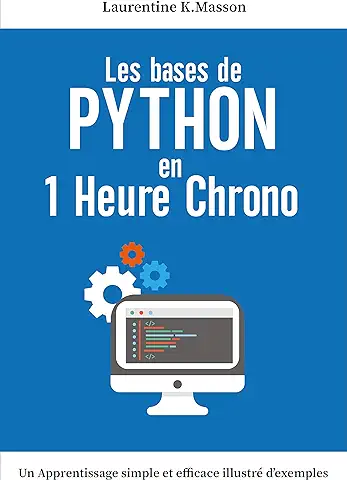 Laurentine K.Masson
Les bases de
PYTHON
en
1 Heure Chrono
</>
</>
Un Apprentissage simple et efficace illustré d'exemples